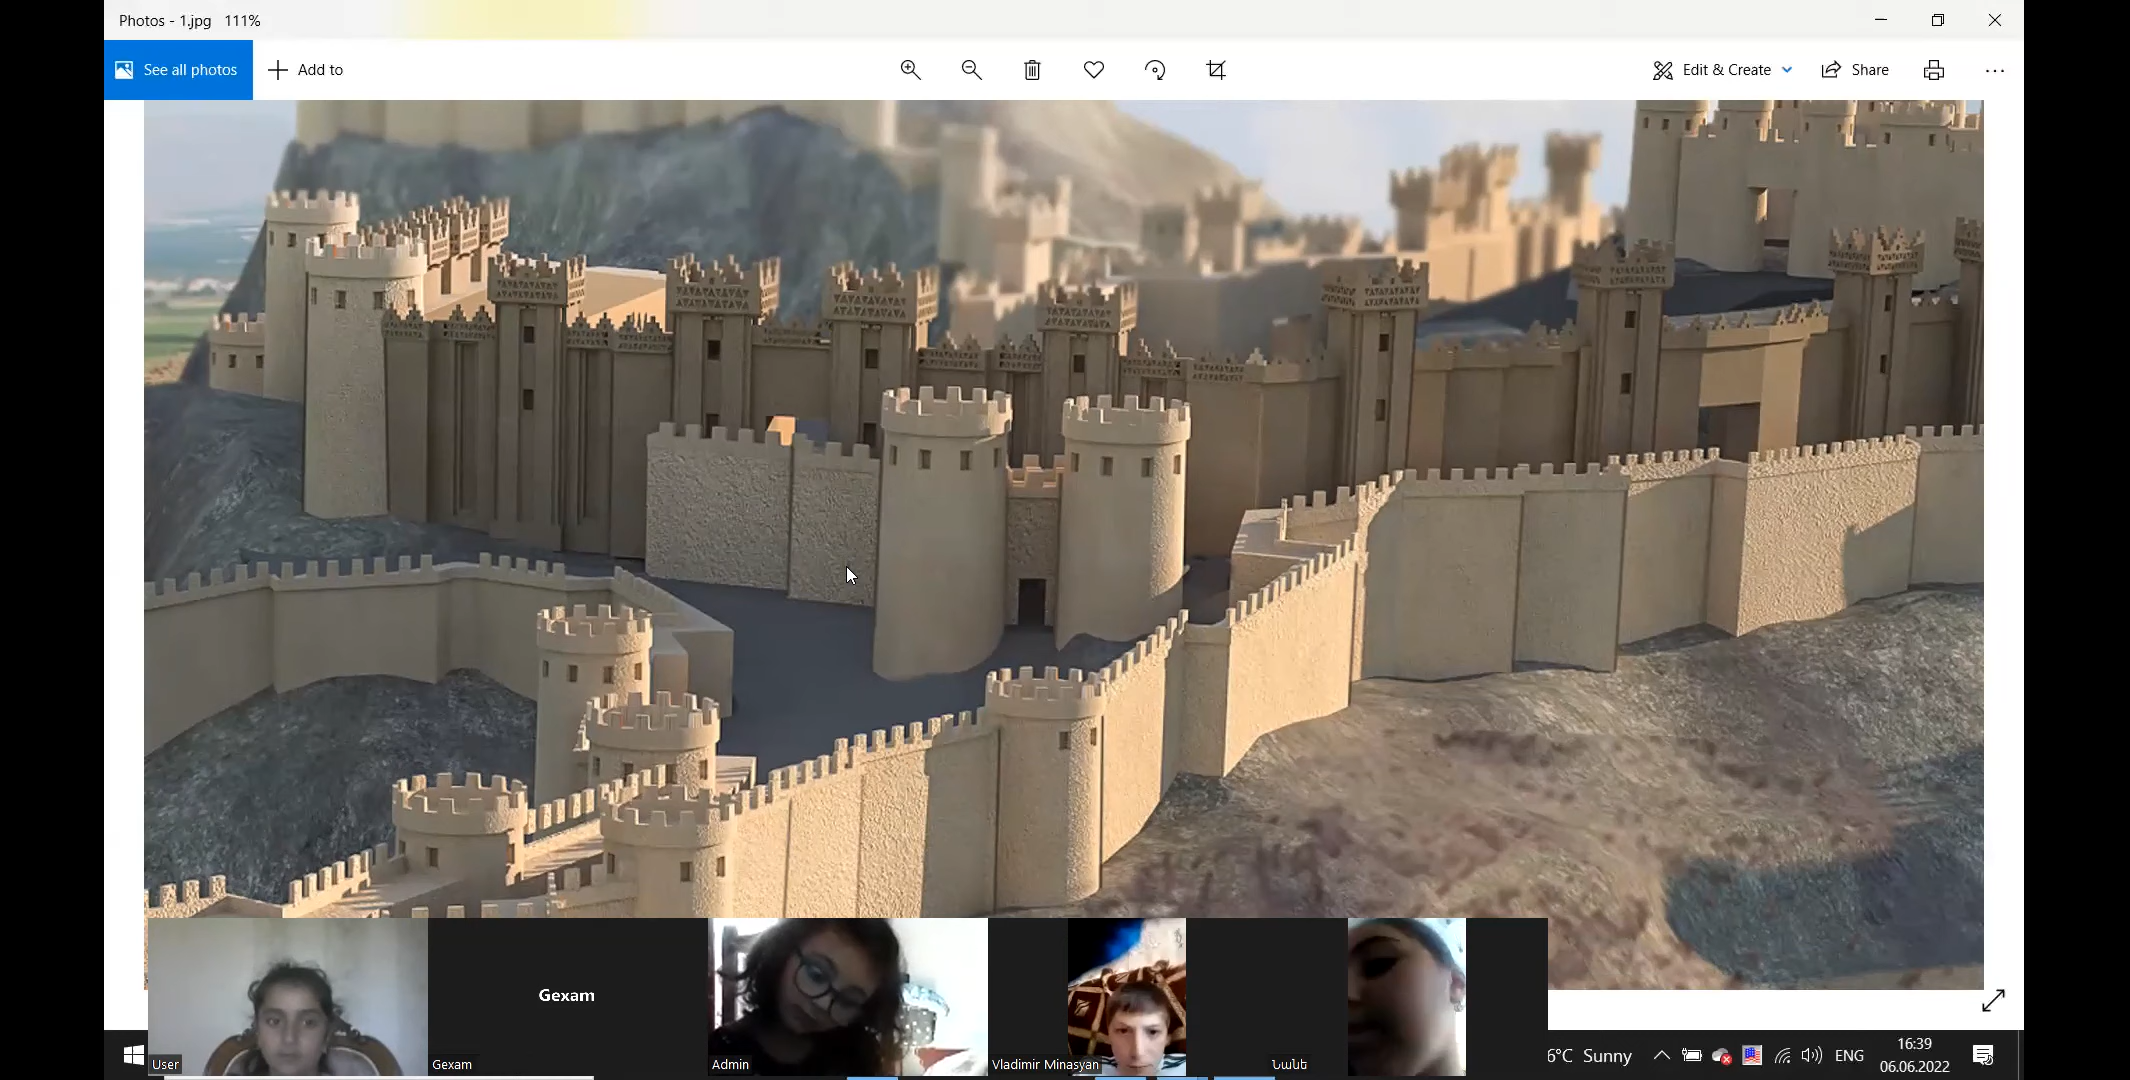 Photos - 1.jpg 111%
See all photos
Add to
Edit & Create
Share
Gexam
User
Gexam
Admin
Vladimir Minasyan
Նանե
6°C Sunny
ENG
16:39
06.06.2022